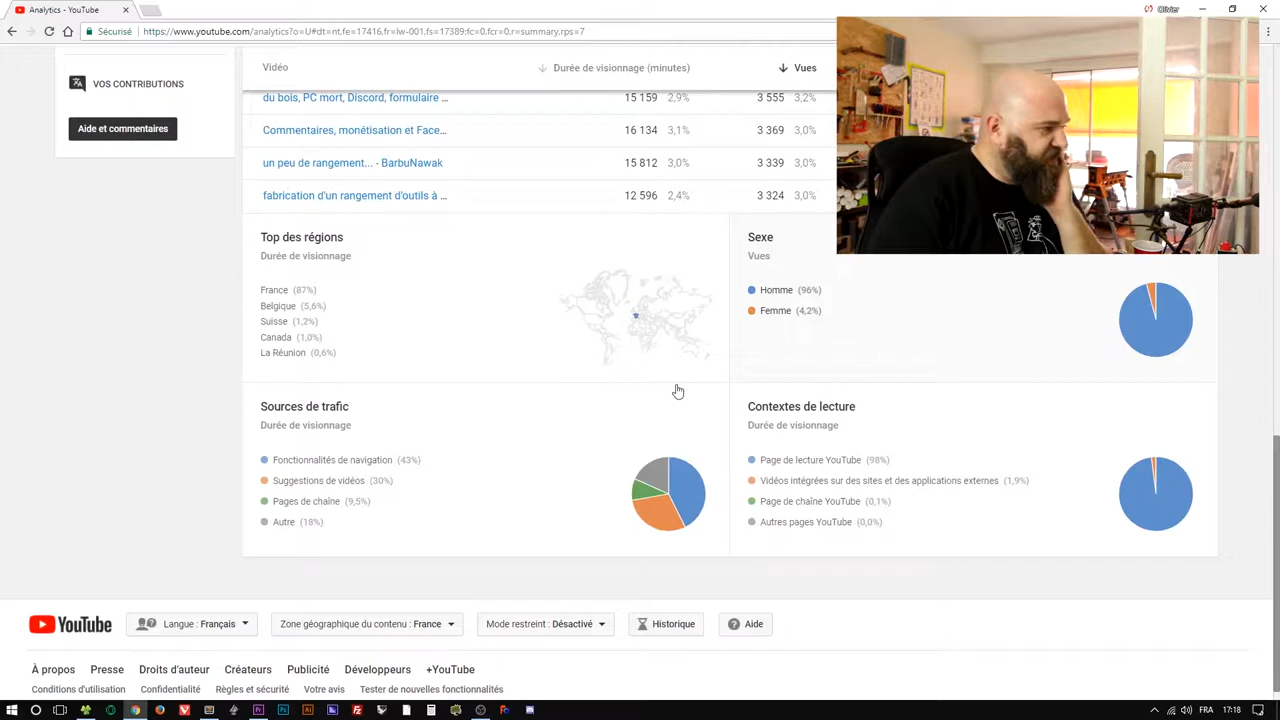 Analytics - YouTube
Olivier
Sécurisé https://www.youtube.com/analytics?o=U#dt=nt.fe=17416,fr=lw-001,fs=17389;fc=0,fcr=0,r=summary.rps=7
VOS CONTRIBUTIONS
Aide et commentaires
Vidéo Durée de visionnage (minutes) Vues
du bois, PC mort, Discord, formulaire ... 15 159 2,9% 3 555 3,2%
Commentaires, monétisation et Face... 16 134 3,1% 3 369 3,0%
un peu de rangement... - BarbuNawak 15 812 3,0% 3 339 3,0%
fabrication d'un rangement d'outils à ... 12 596 2,4% 3 324 3,0%
Top des régions
Durée de visionnage
France (87%)
Belgique (5,6%)
Suisse (1,2%)
Canada (1,0%)
La Réunion (0,6%)
Sexe
Vues
Homme (96%)
Femme (4,2%)
Sources de trafic
Durée de visionnage
Fonctionnalités de navigation (43%)
Suggestions de vidéos (30%)
Pages de chaîne (9,5%)
Autre (18%)
Contextes de lecture
Durée de visionnage
Page de lecture YouTube (98%)
Vidéos intégrées sur des sites et des applications externes (1,9%)
Page de chaîne YouTube (0,1%)
Autres pages YouTube (0,0%)
YouTube Langue : Français Zone géographique du contenu : France Mode restreint : Désactivé Historique Aide
À propos Presse Droits d'auteur Créateurs Publicité Développeurs +YouTube
Conditions d'utilisation Confidentialité Règles et sécurité Votre avis Tester de nouvelles fonctionnalités
FRA 17:18